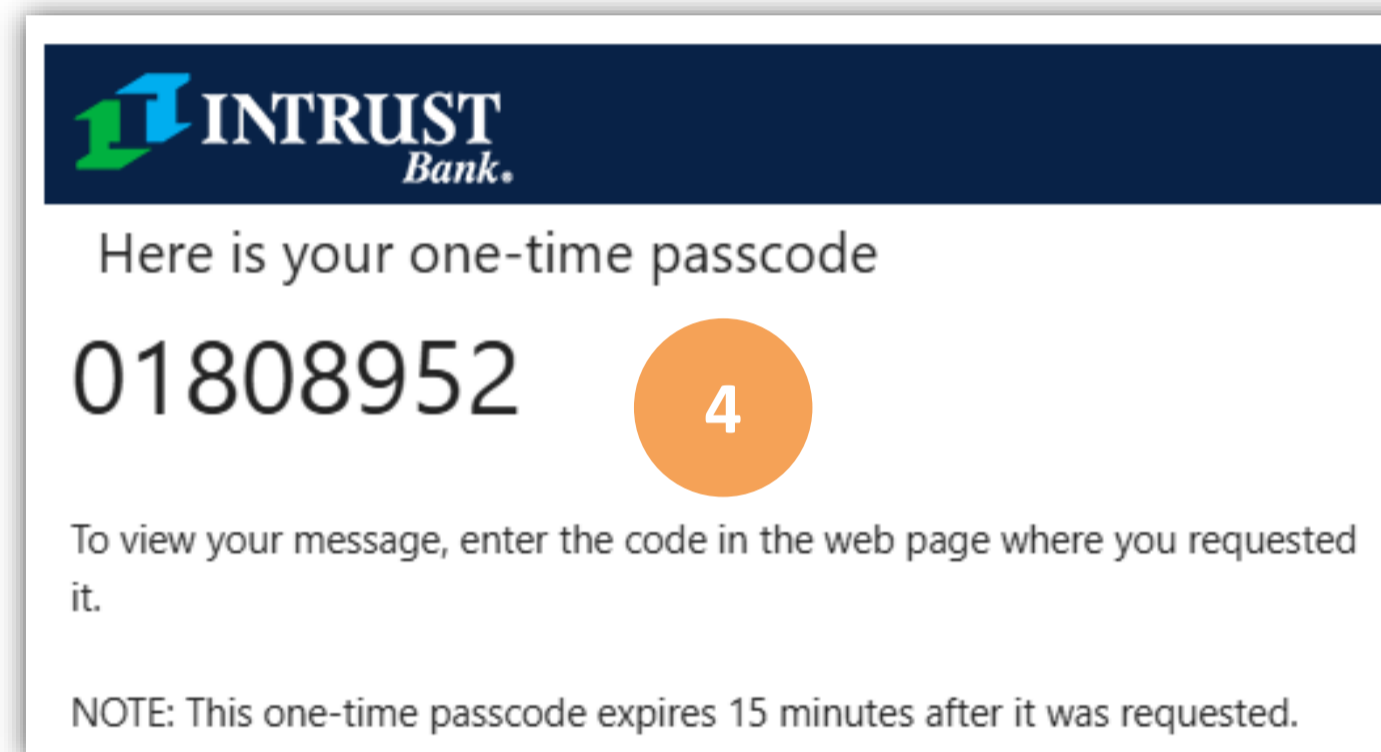 INTRUST
Bank®
Here is your one-time passcode
01808952
4
To view your message, enter the code in the web page where you requested
it.
NOTE: This one-time passcode expires 15 minutes after it was requested.